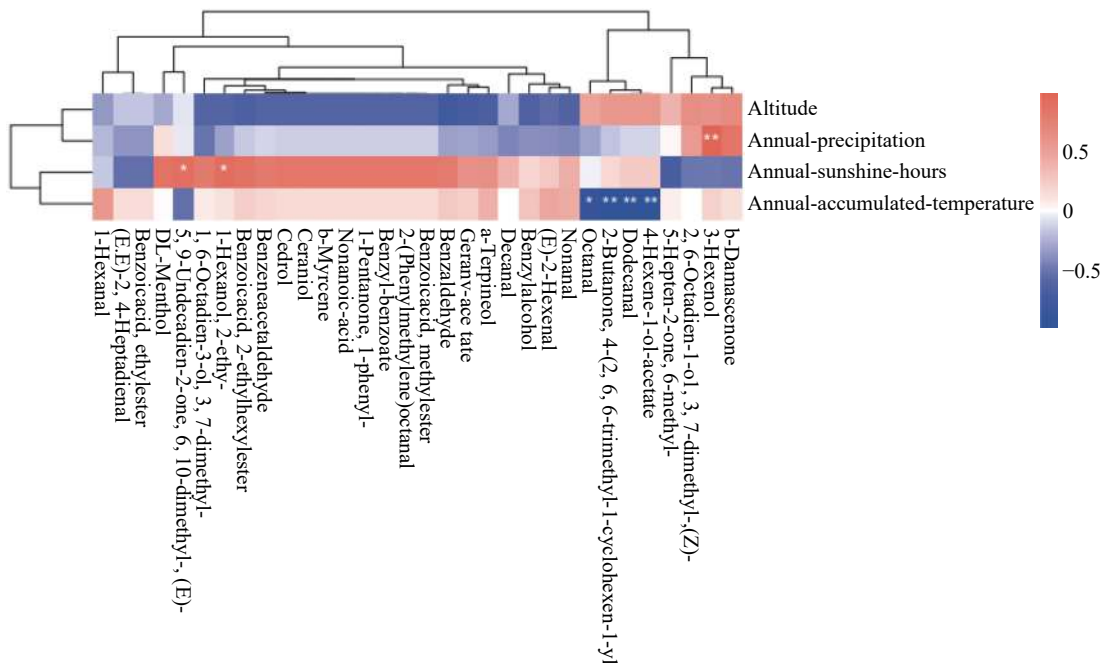 Altitude
Annual-precipitation
**
Annual-sunshine-hours
*
*
Annual-accumulated-temperature
*
**
**
**
0.5
0
−0.5
1-Hexanal
(E.E)-2, 4-Heptadienal
Benzoicacid, ethylester
DL-Menthol
5, 9-Undecadien-2-one, 6, 10-dimethyl-, (E)-
1, 6-Octadien-3-ol, 3, 7-dimethyl-
1-Hexanol, 2-ethy-
Benzoicacid, 2-ethylhexylester
Benzeneacetaldehyde
Cedrol
Ceraniol
b-Myrcene
Nonanoic-acid
1-Pentanone, 1-phenyl-
Benzyl-benzoate
2-(Phenylmethylene)octanal
Benzoicacid, methylester
Benzaldehyde
Gerany-acc tate
a-Terpineol
Decanal
Benzylalcohol
(E)-2-Hexenal
Nonanal
Octanal
2-Butanone, 4-(2, 6, 6-trimethyl-1-cyclohexen-1-yl
Dodecanal
4-Hexene-1-ol-acetate
5-Hepten-2-one, 6-methyl-
2, 6-Octadien-1-ol, 3, 7-dimethyl-,(Z)-
3-Hexenol
b-Damascenone